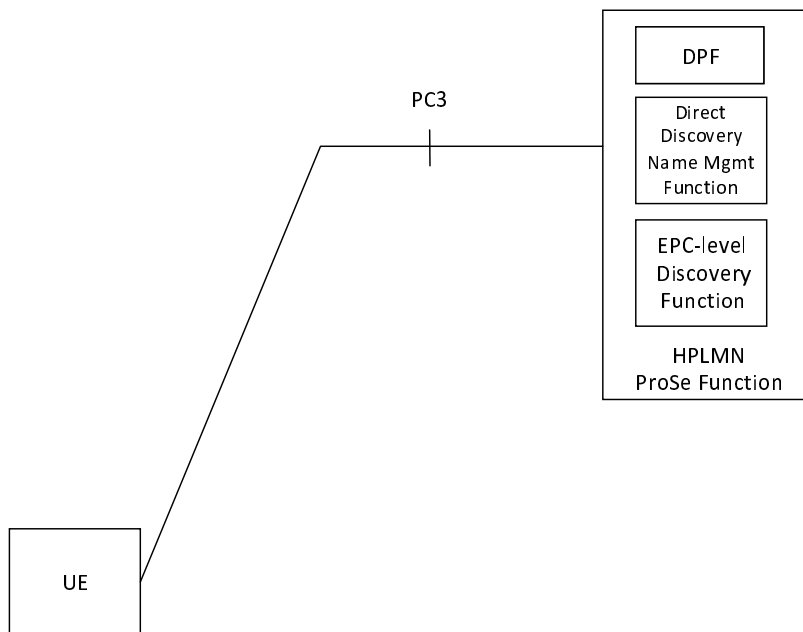 DPF
PC3
Direct
Discovery
Name Mgmt
Function
EPC-level
Discovery
Function
HPLMN
ProSe Function
UE